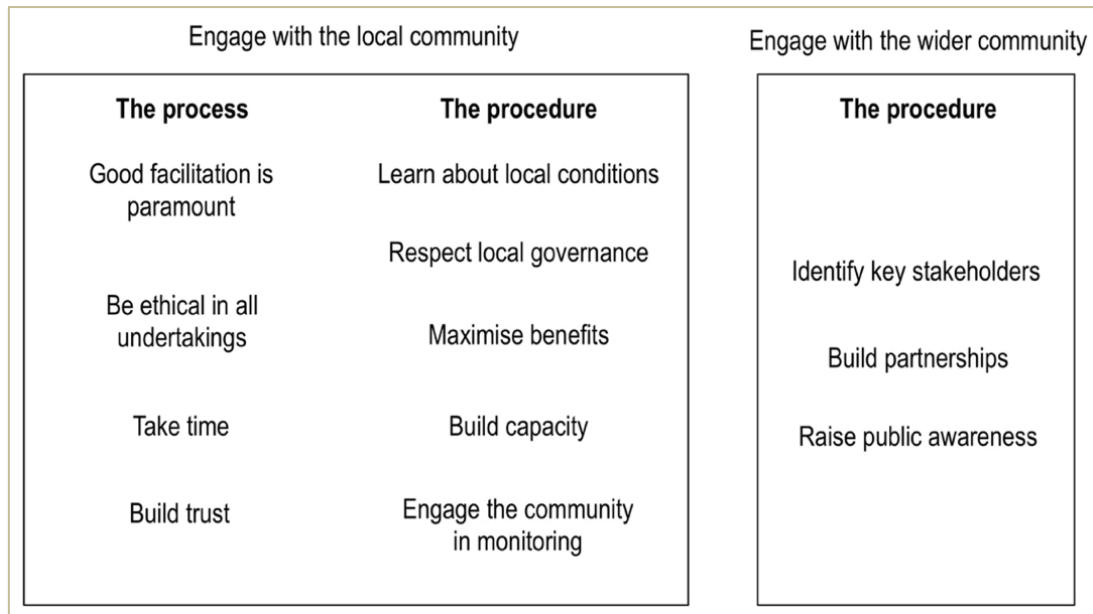 Engage with the local community
The process
Good facilitation is
paramount
Be ethical in all
undertakings
Take time
Build trust
The procedure
Learn about local conditions
Respect local governance
Maximise benefits
Build capacity
Engage the community
in monitoring
Engage with the wider community
The procedure
Identify key stakeholders
Build partnerships
Raise public awareness